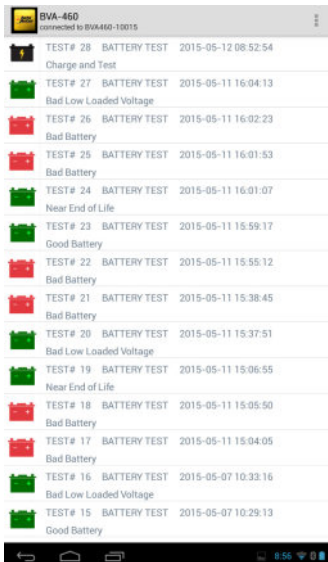 BVA-460
connected to BVA460-10015
TEST# 28 BATTERY TEST 2015-05-12 08:52:54
Charge and Test
TEST# 27 BATTERY TEST 2015-05-11 16:04:13
Bad Low Loaded Voltage
TEST# 26 BATTERY TEST 2015-05-11 16:02:23
Bad Battery
TEST# 25 BATTERY TEST 2015-05-11 16:01:53
Bad Battery
TEST# 24 BATTERY TEST 2015-05-11 16:01:07
Near End of Life
TEST# 23 BATTERY TEST 2015-05-11 15:59:17
Good Battery
TEST# 22 BATTERY TEST 2015-05-11 15:55:12
Bad Battery
TEST# 21 BATTERY TEST 2015-05-11 15:38:45
Bad Battery
TEST# 20 BATTERY TEST 2015-05-11 15:37:51
Bad Low Loaded Voltage
TEST# 19 BATTERY TEST 2015-05-11 15:06:55
Near End of Life
TEST# 18 BATTERY TEST 2015-05-11 15:05:50
Bad Battery
TEST# 17 BATTERY TEST 2015-05-11 15:04:05
Bad Battery
TEST# 16 BATTERY TEST 2015-05-07 10:33:16
Bad Low Loaded Voltage
TEST# 15 BATTERY TEST 2015-05-07 10:29:13
Good Battery
8:56